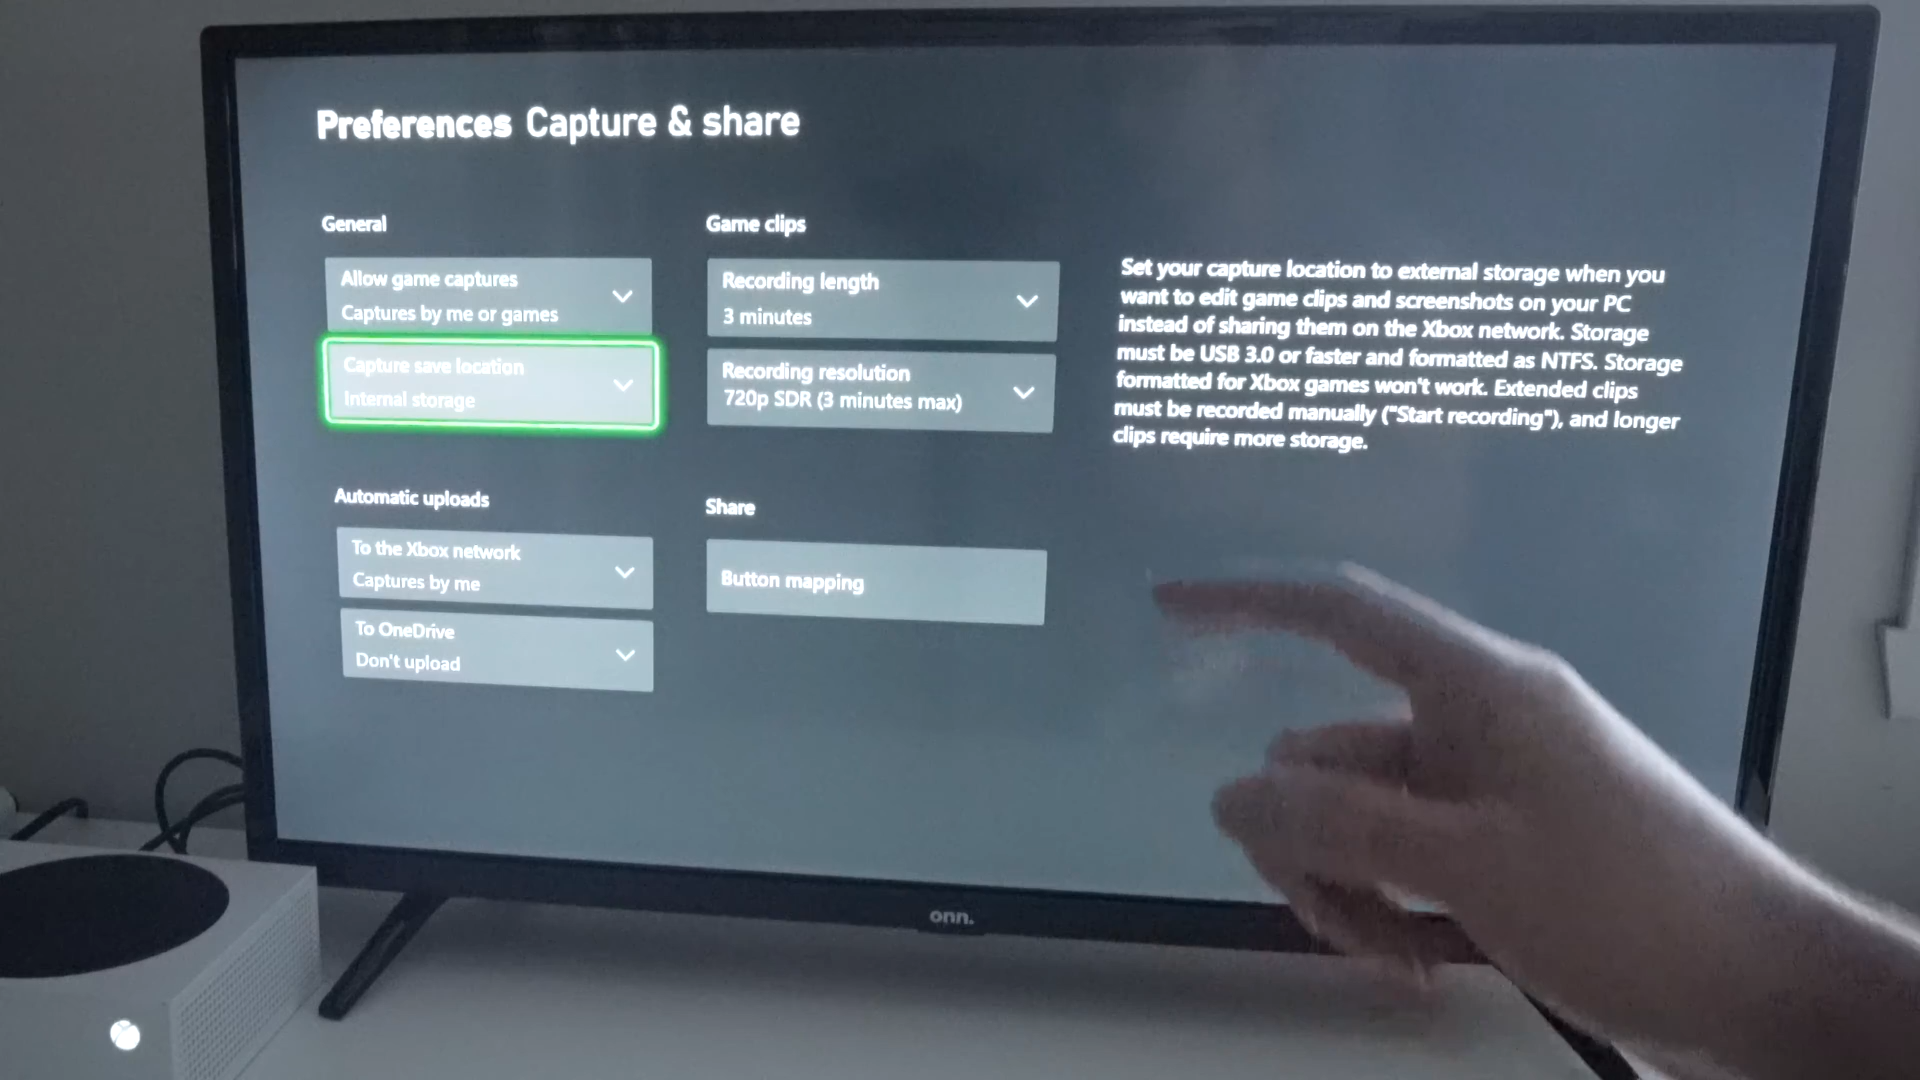 Preferences Capture & share
General
Allow game captures
Captures by me or games
Capture save location
Internal storage
Automatic uploads
To the Xbox network
Captures by me
To OneDrive
Don't upload
Game clips
Recording length
3 minutes
Recording resolution
720p SDR (3 minutes max)
Share
Button mapping
Set your capture location to external storage when you
want to edit game clips and screenshots on your PC
instead of sharing them on the Xbox network. Storage
must be USB 3.0 or faster and formatted as NTFS. Storage
formatted for Xbox games won't work. Extended clips
must be recorded manually ("Start recording"), and longer
clips require more storage.
onn.